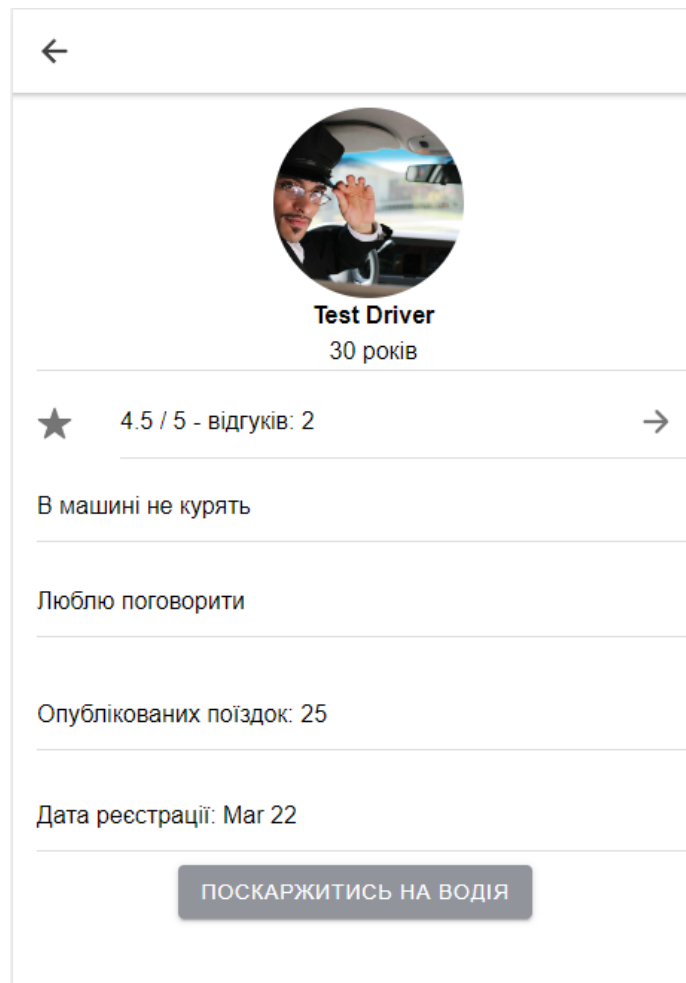 Test Driver
30 років
4.5 / 5 - відгуків: 2
В машині не курять
Люблю поговорити
Опублікованих поїздок: 25
Дата реєстрації: Mar 22
ПОСКАРЖИТИСЬ НА ВОДІЯ